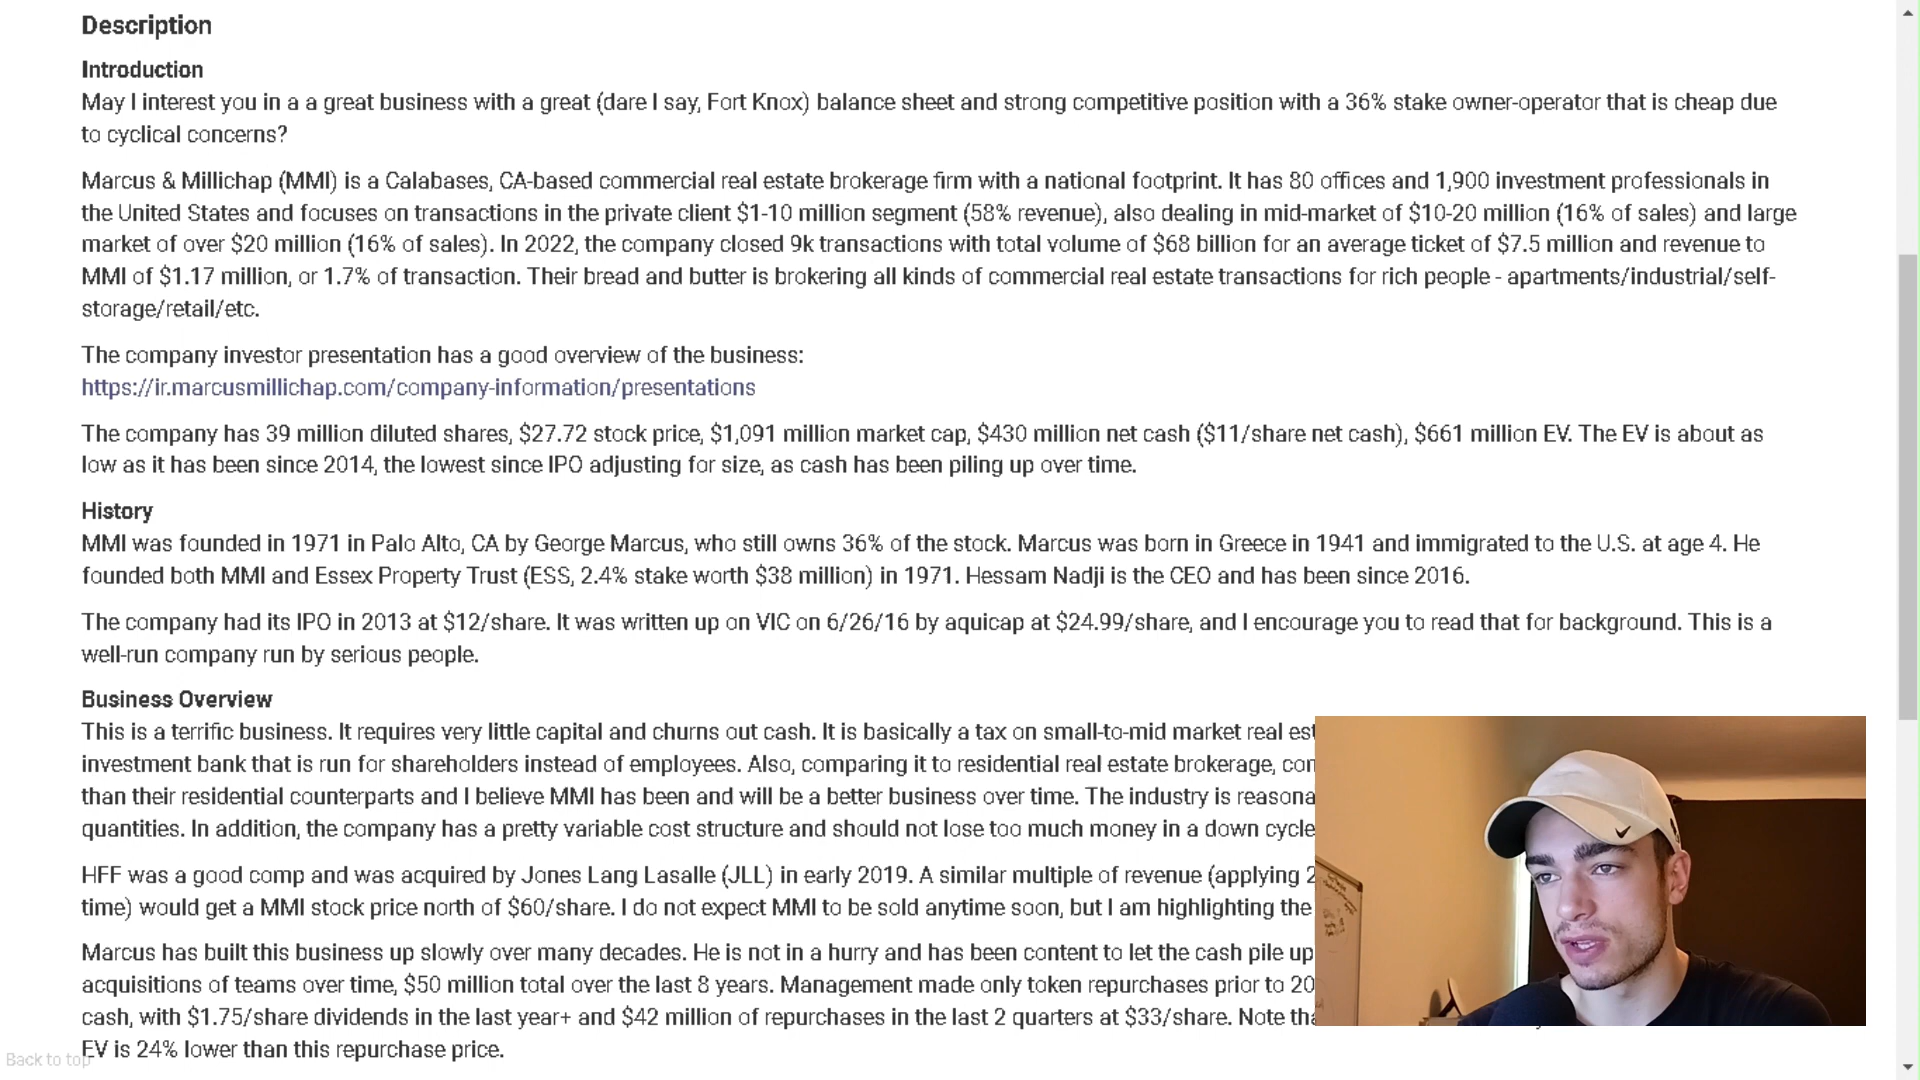 Description
Introduction
May I interest you in a a great business with a great (dare I say, Fort Knox) balance sheet and strong competitive position with a 36% stake owner-operator that is cheap due
to cyclical concerns?
Marcus & Millichap (MMI) is a Calabases, CA-based commercial real estate brokerage firm with a national footprint. It has 80 offices and 1,900 investment professionals in
the United States and focuses on transactions in the private client $1-10 million segment (58% revenue), also dealing in mid-market of $10-20 million (16% of sales) and large
market of over $20 million (16% of sales). In 2022, the company closed 9k transactions with total volume of $68 billion for an average ticket of $7.5 million and revenue to
MMI of $1.17 million, or 1.7% of transaction. Their bread and butter is brokering all kinds of commercial real estate transactions for rich people - apartments/industrial/self-
storage/retail/etc.
The company investor presentation has a good overview of the business:
https://ir.marcusmillichap.com/company-information/presentations
The company has 39 million diluted shares, $27.72 stock price, $1,091 million market cap, $430 million net cash ($11/share net cash), $661 million EV. The EV is about as
low as it has been since 2014, the lowest since IPO adjusting for size, as cash has been piling up over time.
History
MMI was founded in 1971 in Palo Alto, CA by George Marcus, who still owns 36% of the stock. Marcus was born in Greece in 1941 and immigrated to the U.S. at age 4. He
founded both MMI and Essex Property Trust (ESS, 2.4% stake worth $38 million) in 1971. Hessam Nadji is the CEO and has been since 2016.
The company had its IPO in 2013 at $12/share. It was written up on VIC on 6/26/16 by aquicap at $24.99/share, and I encourage you to read that for background. This is a
well-run company run by serious people.
Business Overview
This is a terrific business. It requires very little capital and churns out cash. It is basically a tax on small-to-mid market real
investment bank that is run for shareholders instead of employees. Also, comparing it to residential real estate brokerage,
than their residential counterparts and I believe MMI has been and will be a better business over time. The industry is
quantities. In addition, the company has a pretty variable cost structure and should not lose too much money in a down cycle
HFF was a good comp and was acquired by Jones Lang Lasalle (JLL) in early 2019. A similar multiple of revenue (applying
time) would get a MMI stock price north of $60/share. I do not expect MMI to be sold anytime soon, but I am highlighting the
Marcus has built this business up slowly over many decades. He is not in a hurry and has been content to let the cash pile up
acquisitions of teams over time, $50 million total over the last 8 years. Management made only token repurchases prior to
cash, with $1.75/share dividends in the last year+ and $42 million of repurchases in the last 2 quarters at $33/share. Note
EV is 24% lower than this repurchase price.
Back to top